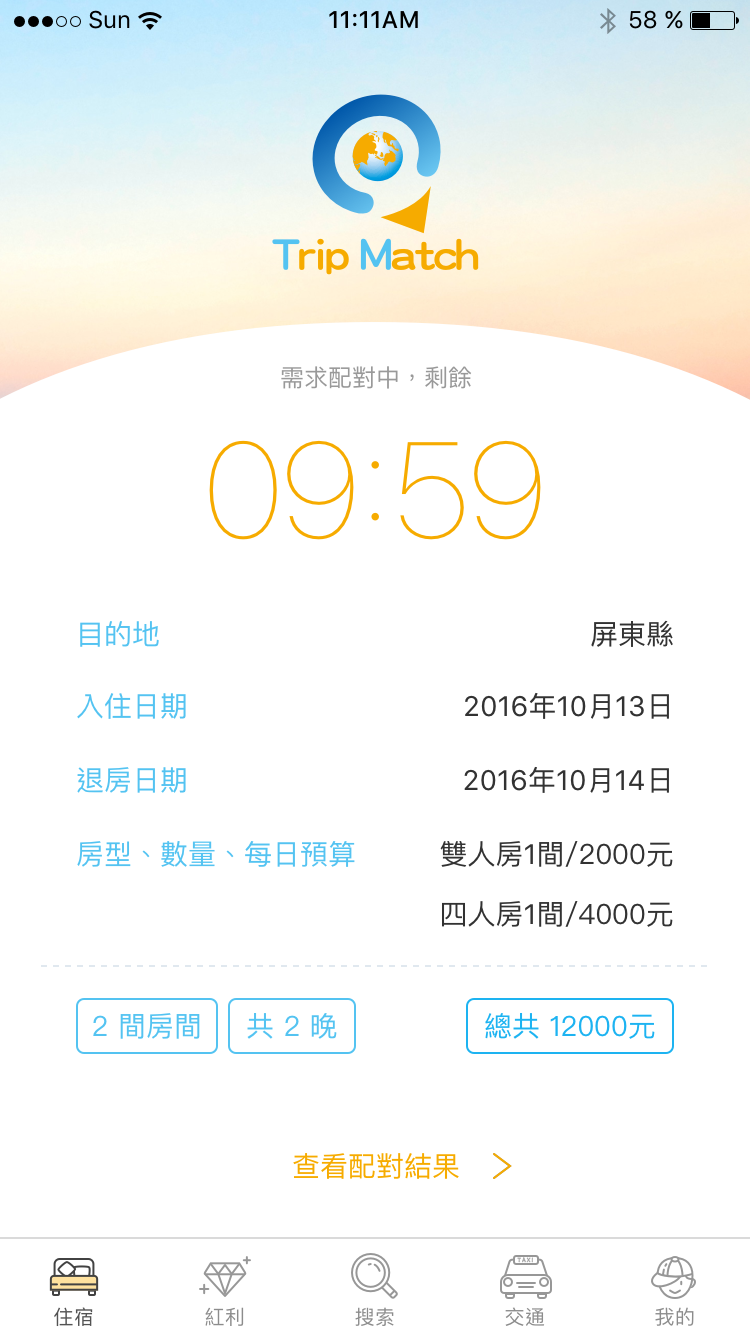 Sun 11:11AM 58 %
Trip Match
需求配對中，剩餘
09:59
目的地 屏東縣
入住日期 2016年10月13日
退房日期 2016年10月14日
房型、數量、每日預算 雙人房1間/2000元
四人房1間/4000元
2 間房間 共 2 晚 總共 12000元
查看配對結果
TAXI
住宿 紅利 搜索 交通 我的